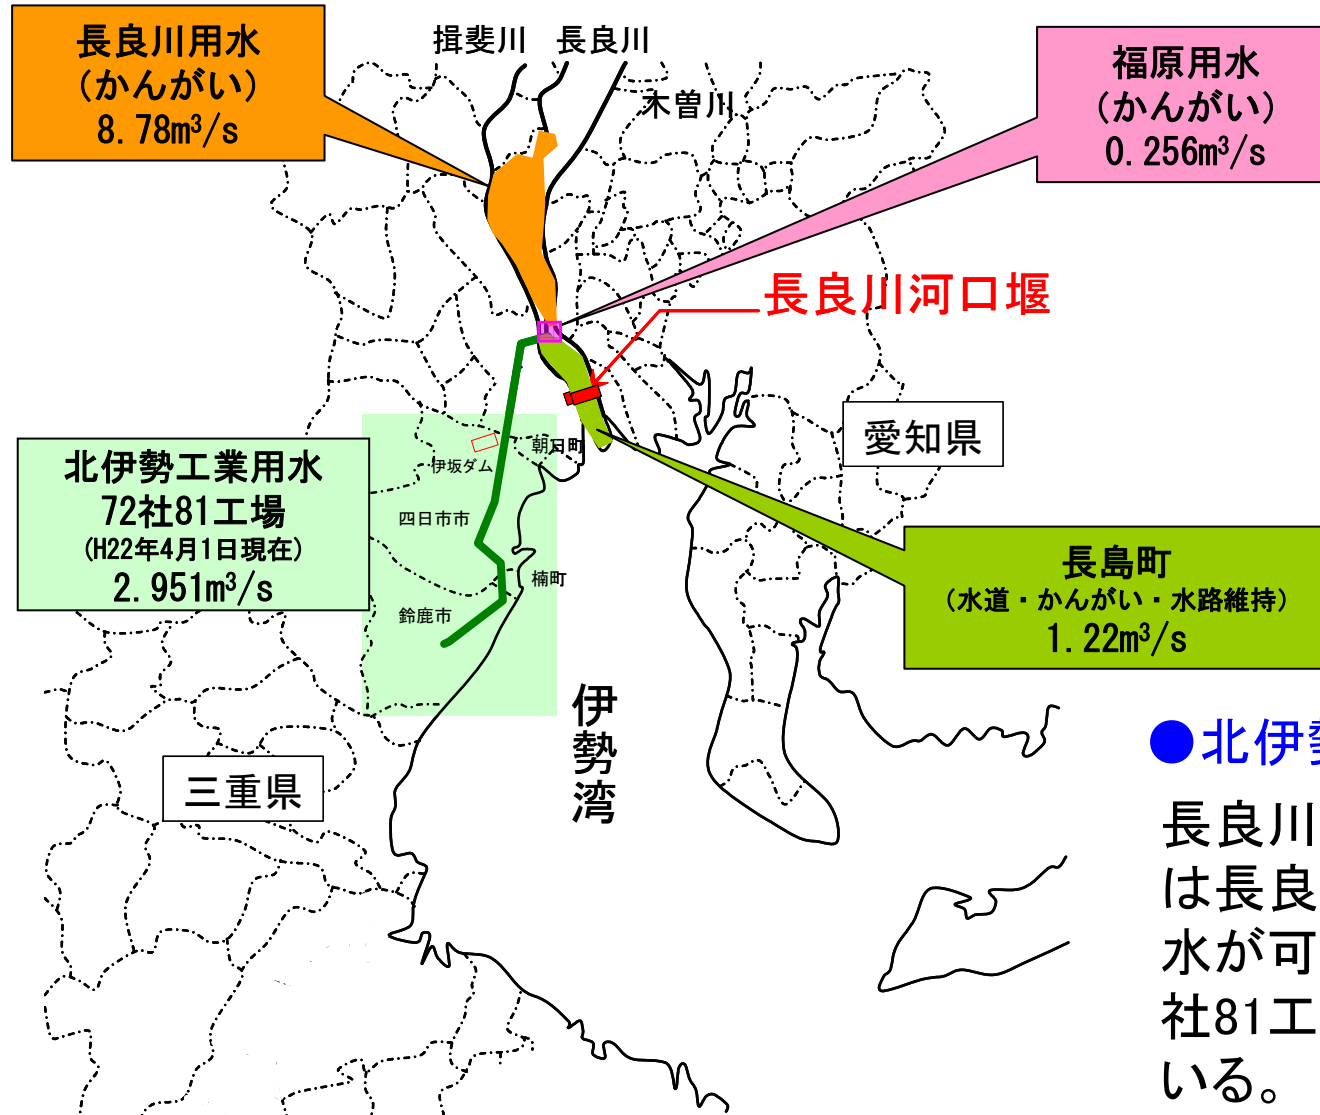 長良川用水
(かんがい)
8.78m³/s
揖斐川
長良川
木曽川
福原用水
(かんがい)
0.256m³/s
長良川河口堰
愛知県
北伊勢工業用水
72社81工場
(H22年4月1日現在)
2.951m³/s
朝日町
伊坂ダム
四日市市
楠町
鈴鹿市
長島町
(水道・かんがい・水路維持)
1.22m³/s
伊勢湾
三重県
●北伊勢
長良川
は長良
水が可
社81工
いる。